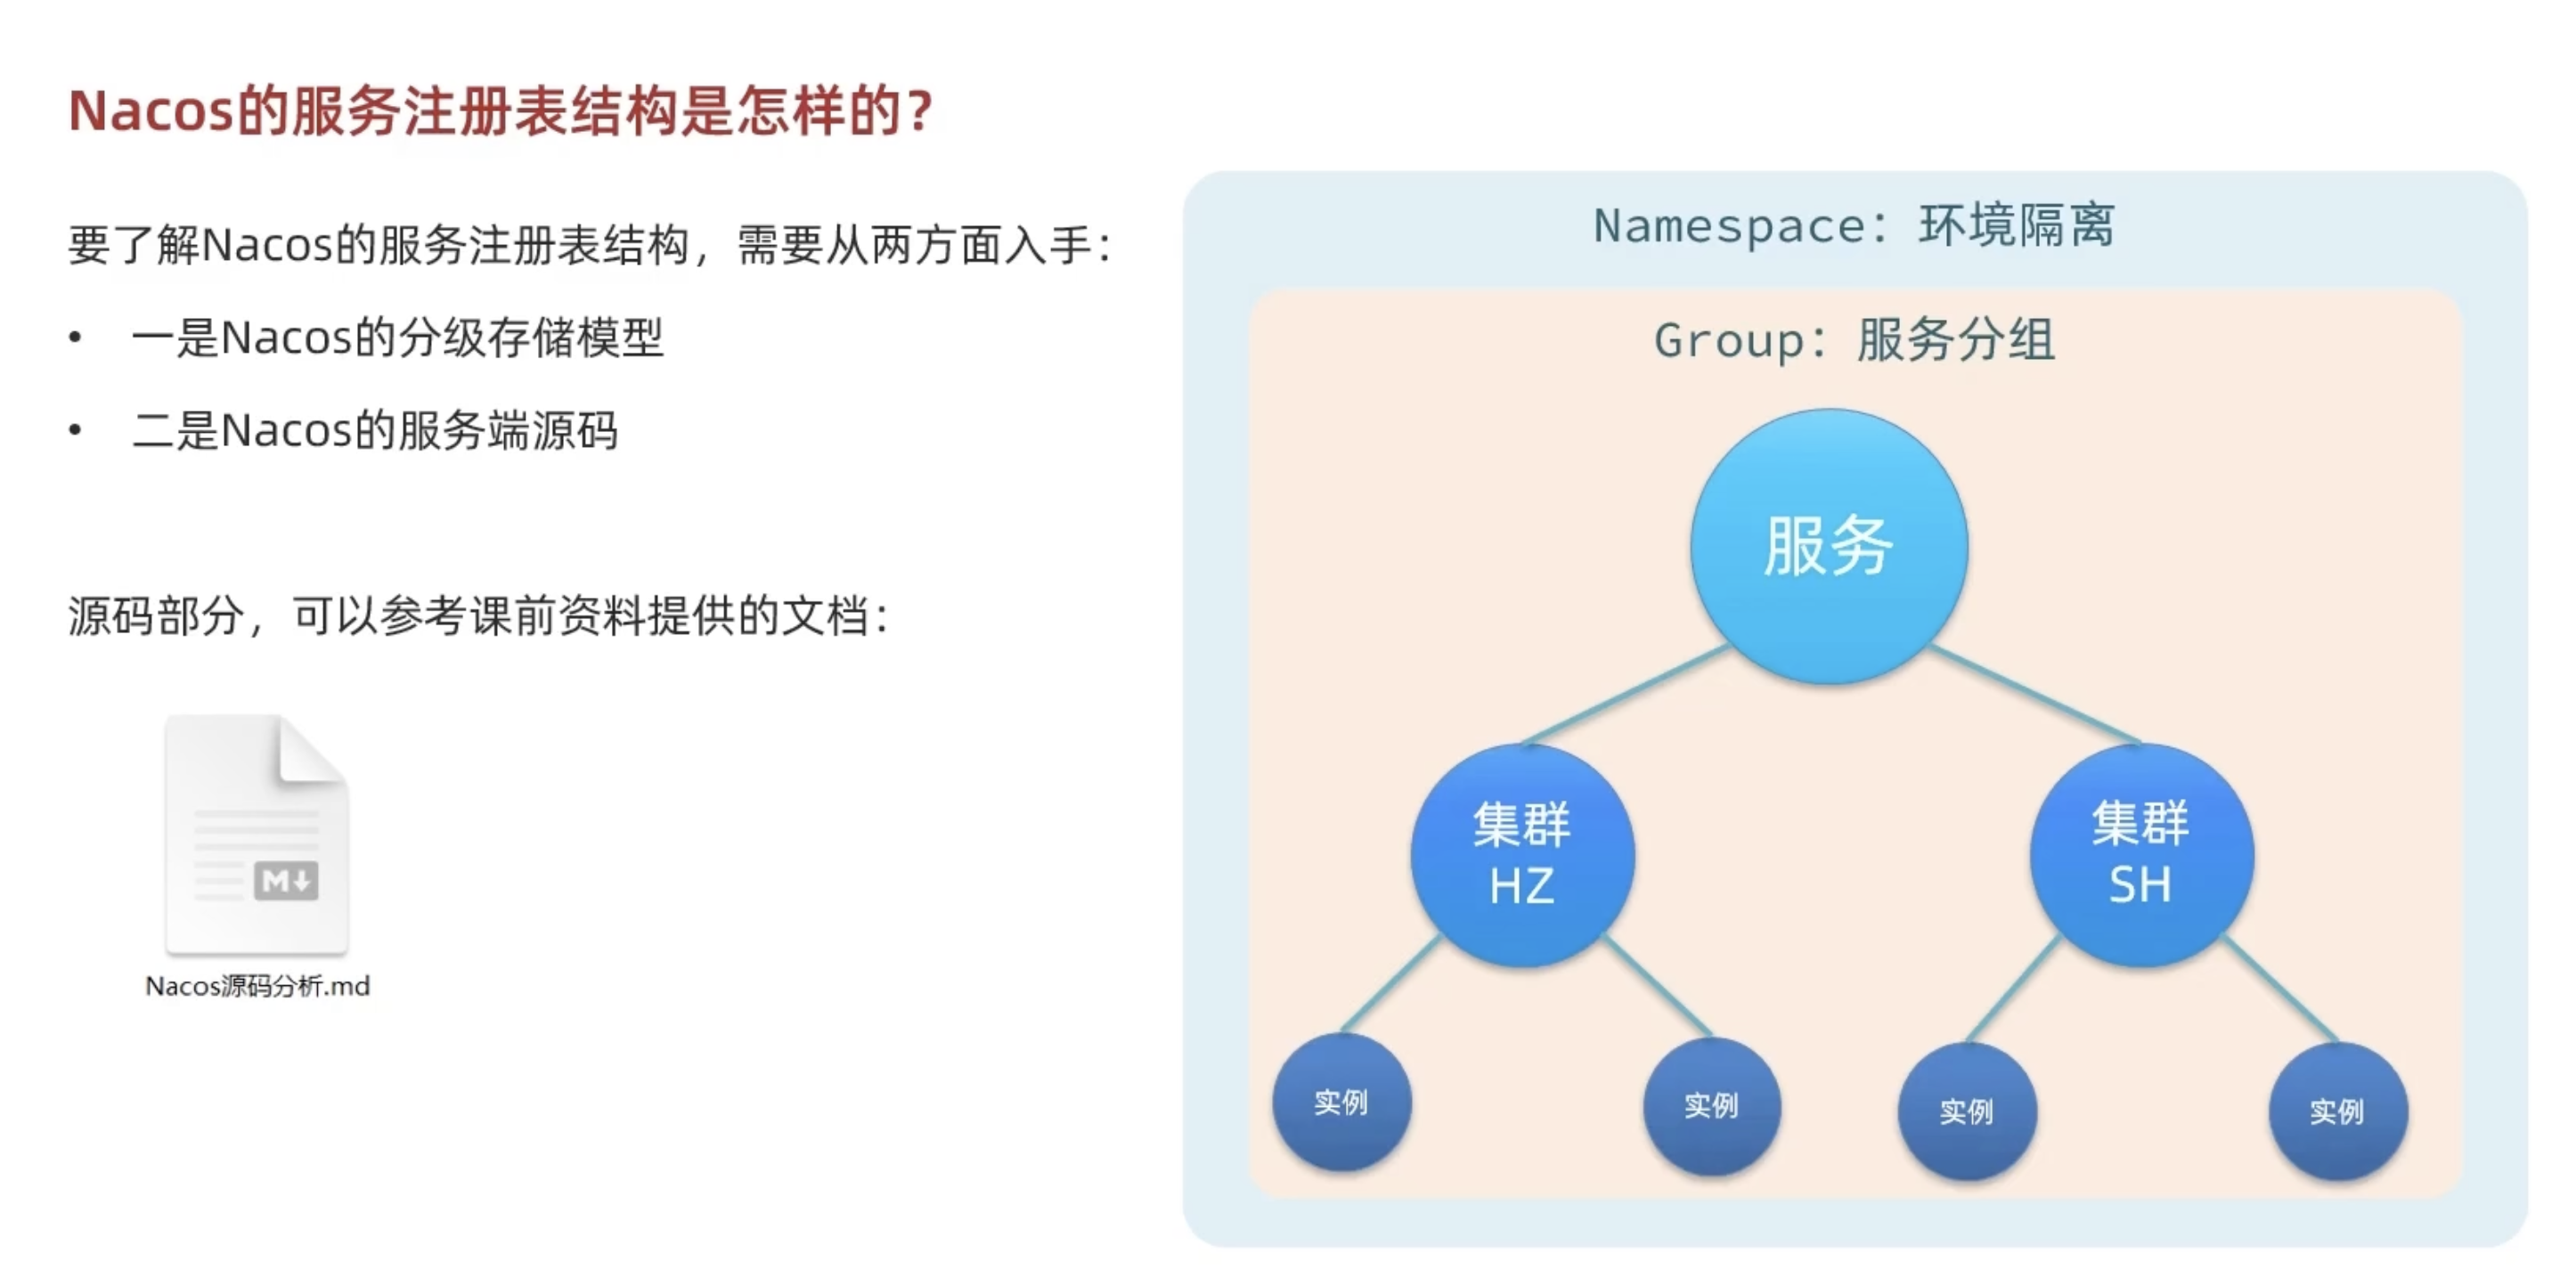 Nacos的服务注册表结构是怎样的？
要了解Nacos的服务注册表结构，需要从两方面入手：
• 一是Nacos的分级存储模型
• 二是Nacos的服务端源码
源码部分，可以参考课前资料提供的文档：
M↓
Nacos源码分析.md
Namespace：环境隔离
Group：服务分组
服务
集群
HZ
集群
SH
实例
实例
实例
实例